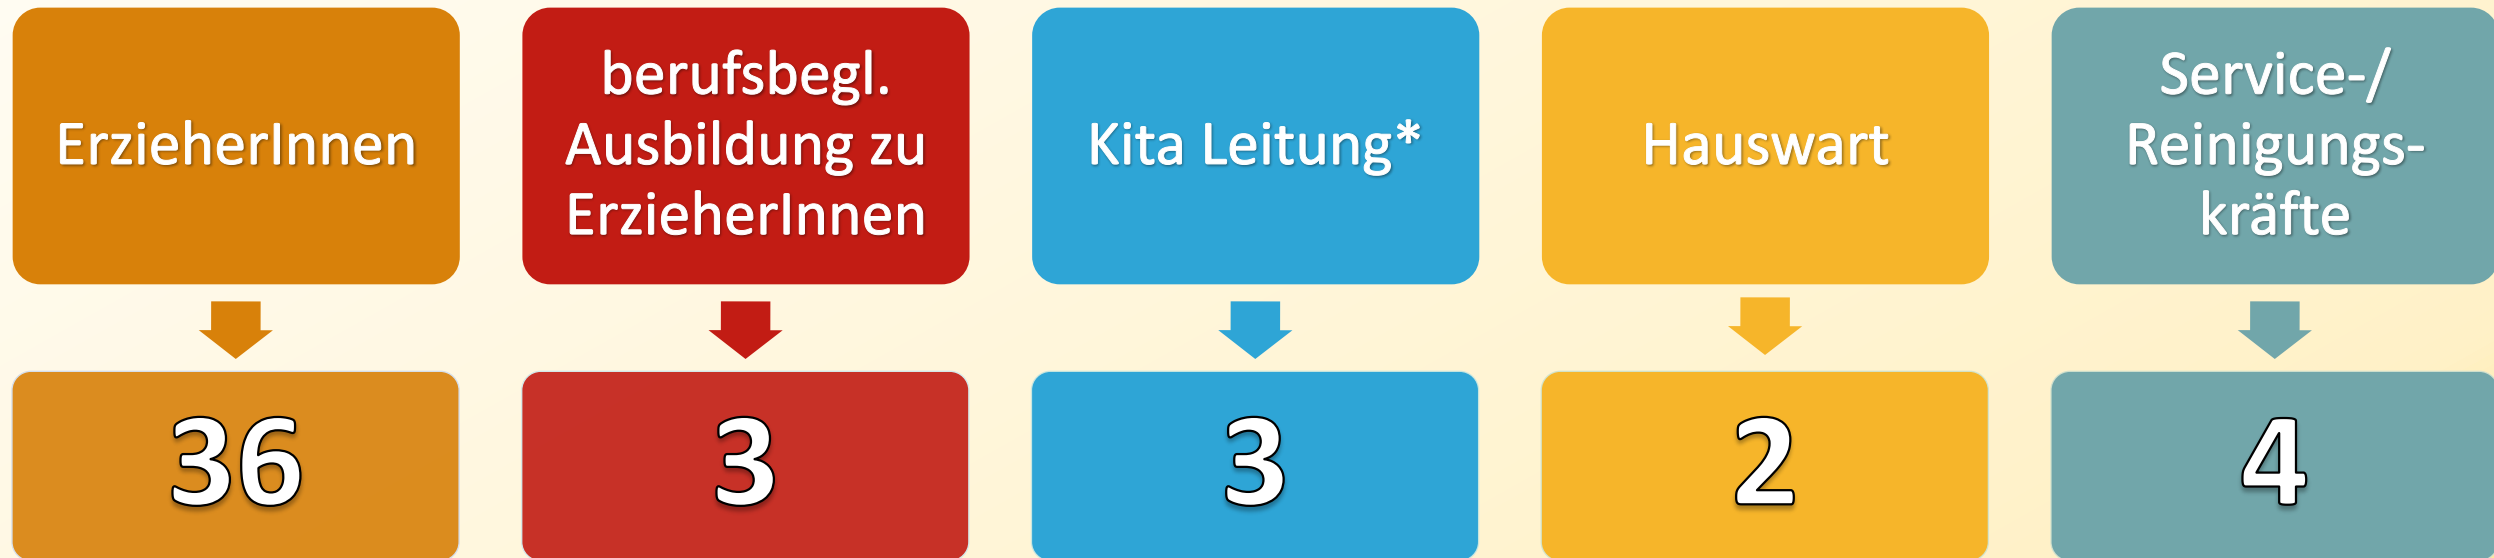 ErzieherInnen
berufsbegl.
Ausbildung zu
ErzieherInnen
Kita Leitung*
Hauswart
Service-/
Reinigungs-
kräfte
36
3
3
2
4